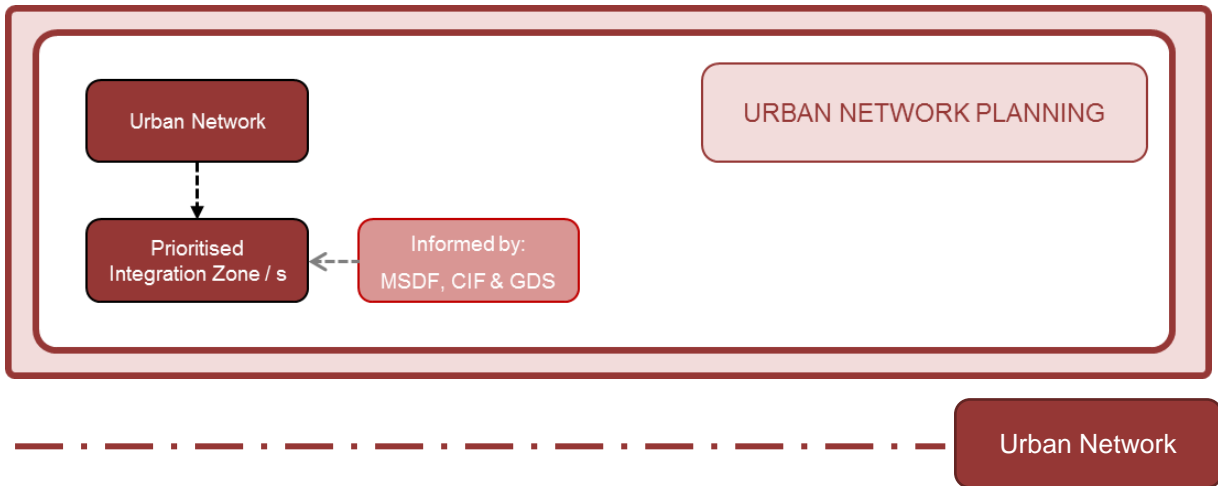 Urban Network
URBAN NETWORK PLANNING
Prioritised
Integration Zone / s
Informed by:
MSDF, CIF & GDS
Urban Network